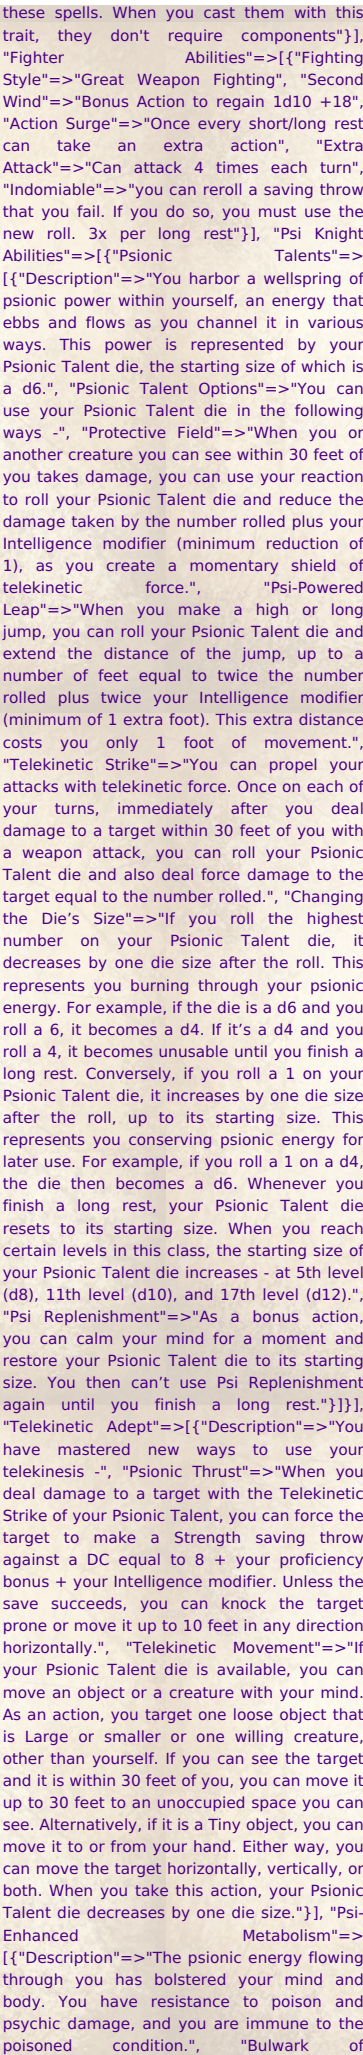 these spells. When you cast them with this
trait, they don't require components"}],
"Fighter Abilities"=>[{"Fighting
Style"=>"Great Weapon Fighting", "Second
Wind"=>"Bonus Action to regain 1d10 +18",
"Action Surge"=>"Once every short/long rest
can take an extra action", "Extra
Attack"=>"Can attack 4 times each turn",
"Indomiable"=>"you can reroll a saving throw
that you fail. If you do so, you must use the
new roll. 3x per long rest"}], "Psi Knight
Abilities"=>[{"Psionic Talents"=>
[{"Description"=>"You harbor a wellspring of
psionic power within yourself, an energy that
ebbs and flows as you channel it in various
ways. This power is represented by your
Psionic Talent die, the starting size of which is
a d6.", "Psionic Talent Options"=>"You can
use your Psionic Talent die in the following
ways -", "Protective Field"=>"When you or
another creature you can see within 30 feet of
you takes damage, you can use your reaction
to roll your Psionic Talent die and reduce the
damage taken by the number rolled plus your
Intelligence modifier (minimum reduction of
1), as you create a momentary shield of
telekinetic force.", "Psi-Powered
Leap"=>"When you make a high or long
jump, you can roll your Psionic Talent die and
extend the distance of the jump, up to a
number of feet equal to twice the number
rolled plus twice your Intelligence modifier
(minimum of 1 extra foot). This extra distance
costs you only 1 foot of movement.",
"Telekinetic Strike"=>"You can propel your
attacks with telekinetic force. Once on each of
your turns, immediately after you deal
damage to a target within 30 feet of you with
a weapon attack, you can roll your Psionic
Talent die and also deal force damage to the
target equal to the number rolled.", "Changing
the Die’s Size"=>"If you roll the highest
number on your Psionic Talent die, it
decreases by one die size after the roll. This
represents you burning through your psionic
energy. For example, if the die is a d6 and you
roll a 6, it becomes a d4. If it’s a d4 and you
roll a 4, it becomes unusable until you finish a
long rest. Conversely, if you roll a 1 on your
Psionic Talent die, it increases by one die size
after the roll, up to its starting size. This
represents you conserving psionic energy for
later use. For example, if you roll a 1 on a d4,
the die then becomes a d6. Whenever you
finish a long rest, your Psionic Talent die
resets to its starting size. When you reach
certain levels in this class, the starting size of
your Psionic Talent die increases - at 5th level
(d8), 11th level (d10), and 17th level (d12).",
"Psi Replenishment"=>"As a bonus action,
you can calm your mind for a moment and
restore your Psionic Talent die to its starting
size. You then can’t use Psi Replenishment
again until you finish a long rest."}]}],
"Telekinetic Adept"=>[{"Description"=>"You
have mastered new ways to use your
telekinesis -", "Psionic Thrust"=>"When you
deal damage to a target with the Telekinetic
Strike of your Psionic Talent, you can force the
target to make a Strength saving throw
against a DC equal to 8 + your proficiency
bonus + your Intelligence modifier. Unless the
save succeeds, you can knock the target
prone or move it up to 10 feet in any direction
horizontally.", "Telekinetic Movement"=>"If
your Psionic Talent die is available, you can
move an object or a creature with your mind.
As an action, you target one loose object that
is Large or smaller or one willing creature,
other than yourself. If you can see the target
and it is within 30 feet of you, you can move it
up to 30 feet to an unoccupied space you can
see. Alternatively, if it is a Tiny object, you can
move it to or from your hand. Either way, you
can move the target horizontally, vertically, or
both. When you take this action, your Psionic
Talent die decreases by one die size."}], "Psi-
Enhanced Metabolism"=>
[{"Description"=>"The psionic energy flowing
through you has bolstered your mind and
body. You have resistance to poison and
psychic damage, and you are immune to the
poisoned condition.", "Bulwark of